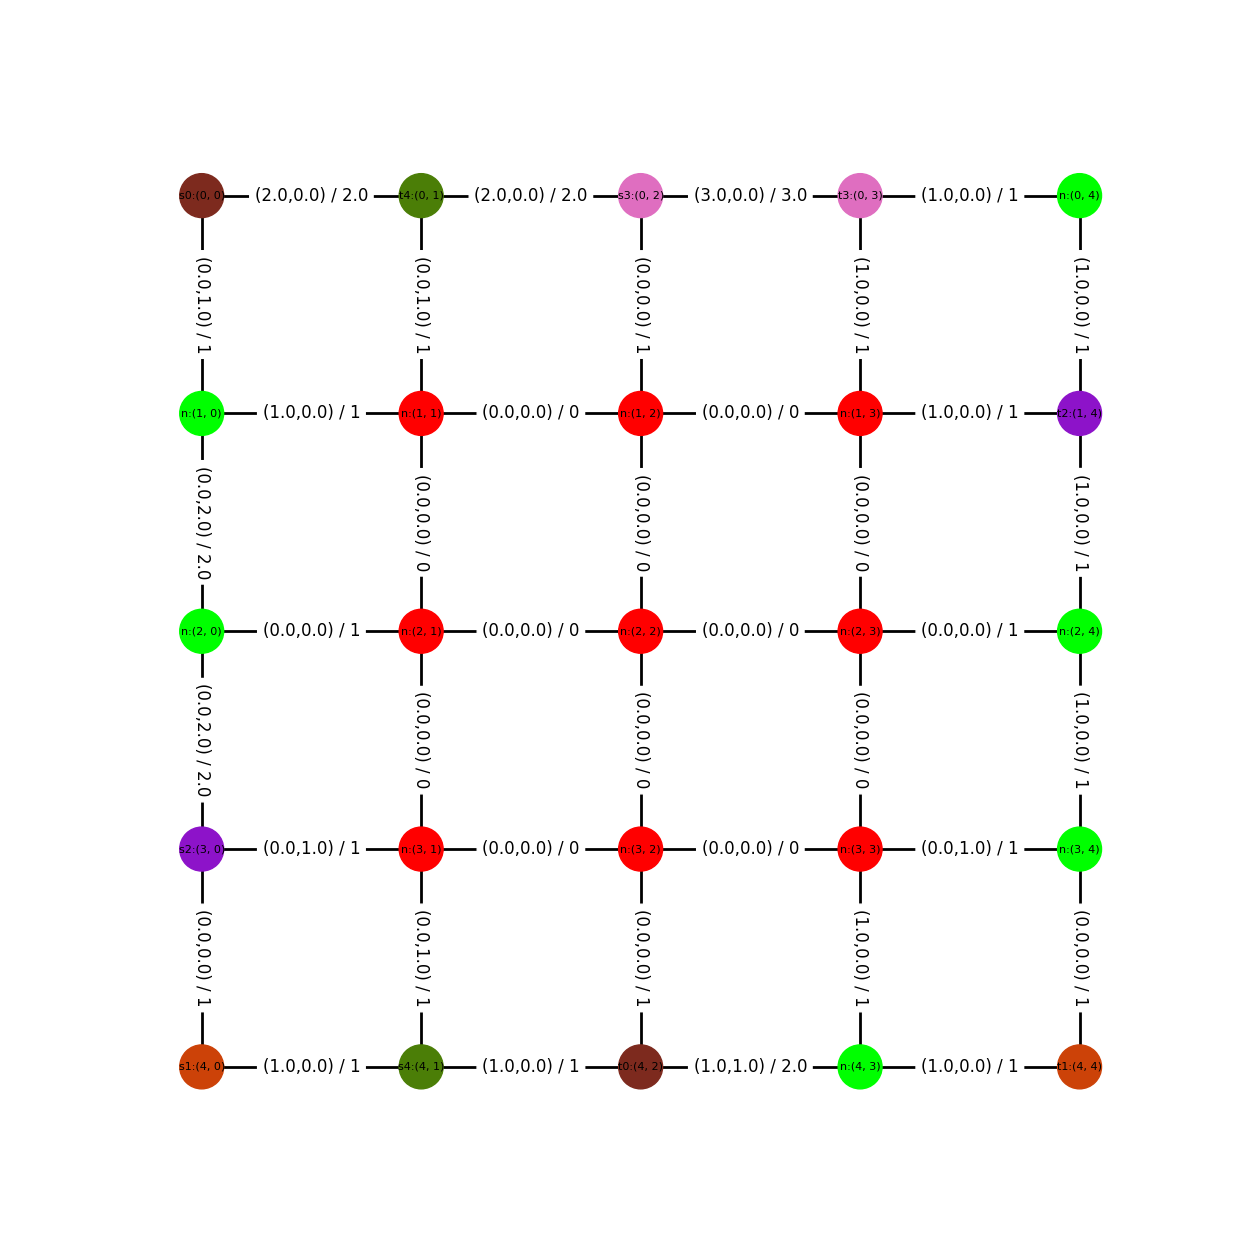 s0:(0, 0) (2.0,0.0) / 2.0 t4:(0, 1) (2.0,0.0) / 2.0 s3:(0, 2) (3.0,0.0) / 3.0 t3:(0, 3) (1.0,0.0) / 1 n:(0, 4)
(0.0,1.0) / 1 (0.0,1.0) / 1 (0.0,0.0) / 1 (1.0,0.0) / 1 (1.0,0.0) / 1
n:(1, 0) (1.0,0.0) / 1 n:(1, 1) (0.0,0.0) / 0 n:(1, 2) (0.0,0.0) / 0 n:(1, 3) (1.0,0.0) / 1 t2:(1, 4)
(0.0,2.0) / 2.0 (0.0,0.0) / 0 (0.0,0.0) / 0 (0.0,0.0) / 0 (1.0,0.0) / 1
n:(2, 0) (0.0,0.0) / 1 n:(2, 1) (0.0,0.0) / 0 n:(2, 2) (0.0,0.0) / 0 n:(2, 3) (0.0,0.0) / 1 n:(2, 4)
(0.0,2.0) / 2.0 (0.0,0.0) / 0 (0.0,0.0) / 0 (0.0,0.0) / 0 (1.0,0.0) / 1
s2:(3, 0) (0.0,1.0) / 1 n:(3, 1) (0.0,0.0) / 0 n:(3, 2) (0.0,0.0) / 0 n:(3, 3) (0.0,1.0) / 1 n:(3, 4)
(0.0,0.0) / 1 (0.0,1.0) / 1 (0.0,0.0) / 1 (1.0,0.0) / 1 (0.0,0.0) / 1
s1:(4, 0) (1.0,0.0) / 1 s4:(4, 1) (1.0,0.0) / 1 t0:(4, 2) (1.0,1.0) / 2.0 n:(4, 3) (1.0,0.0) / 1 t1:(4, 4)